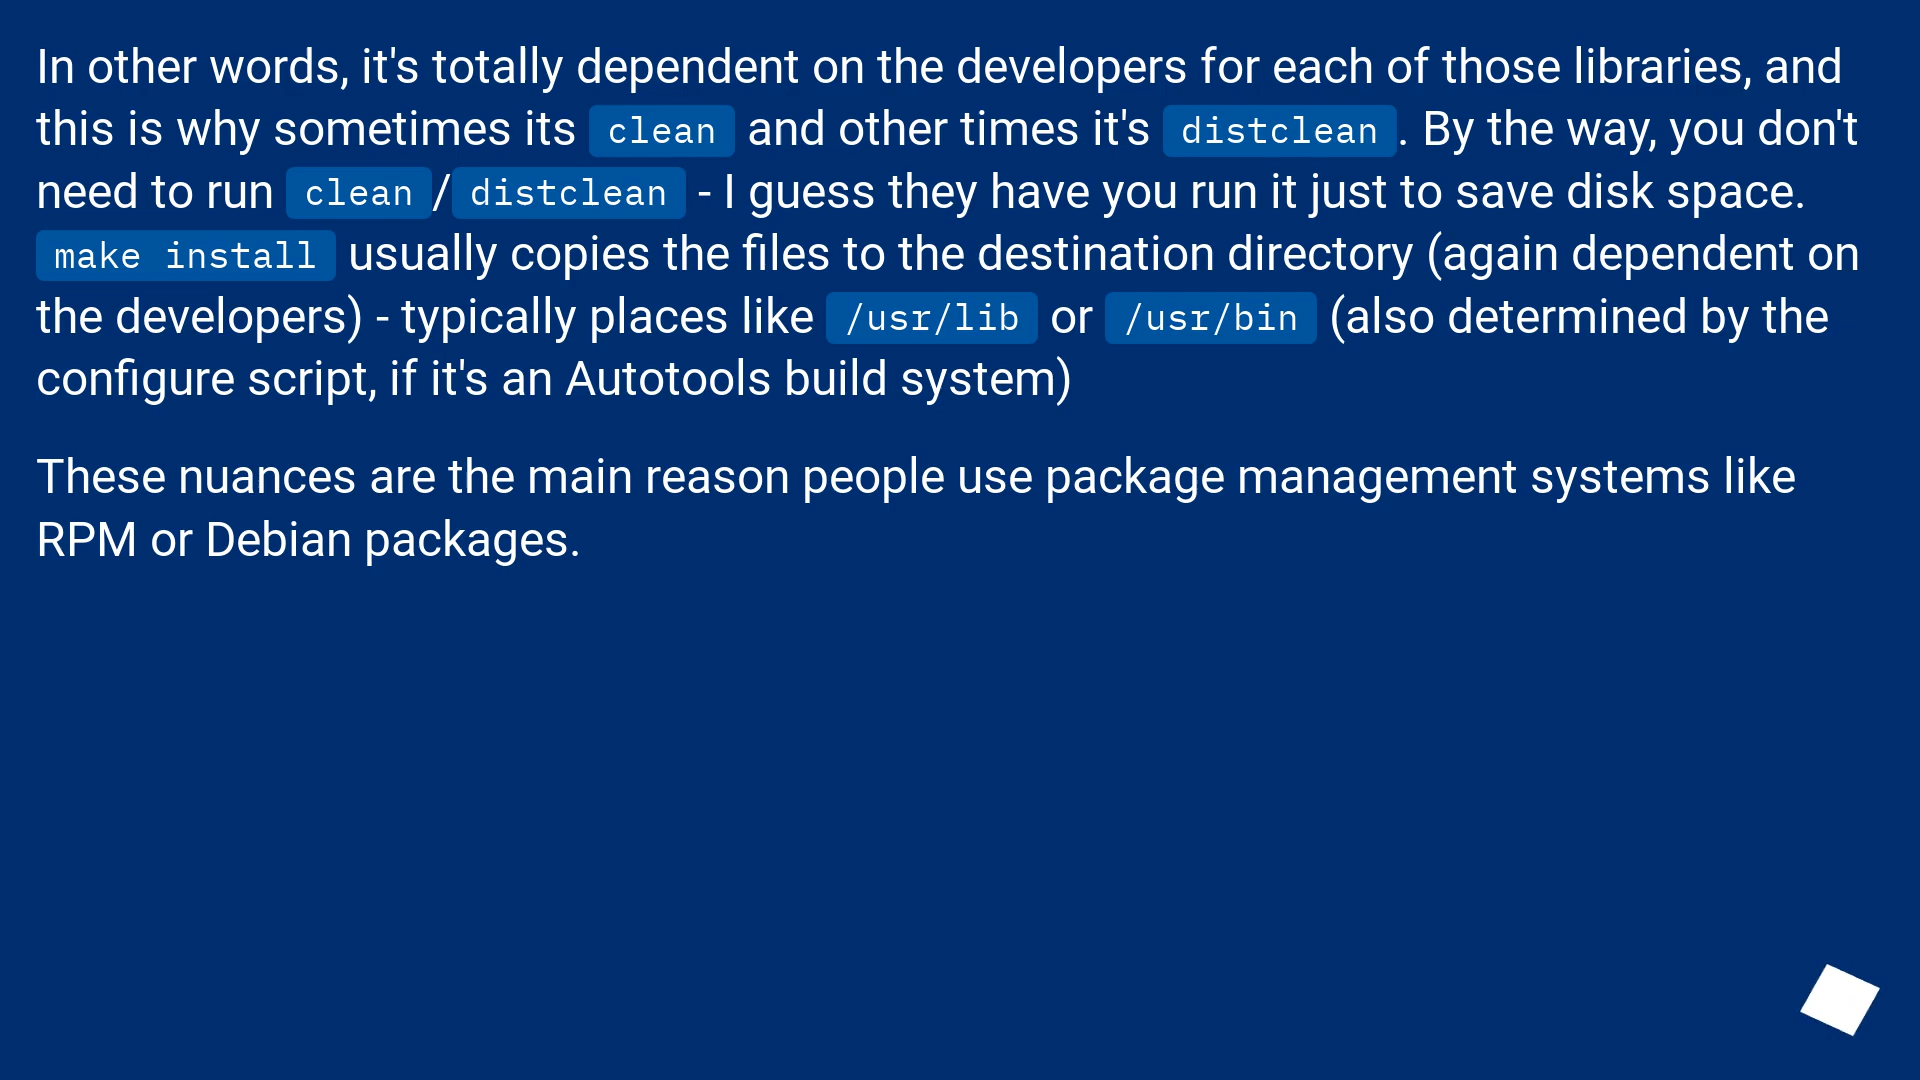 In other words, it's totally dependent on the developers for each of those libraries, and
this is why sometimes its clean and other times it's distclean. By the way, you don't
need to run clean/distclean - I guess they have you run it just to save disk space.
make install usually copies the files to the destination directory (again dependent on
the developers) - typically places like /usr/lib or /usr/bin (also determined by the
configure script, if it's an Autotools build system)
These nuances are the main reason people use package management systems like
RPM or Debian packages.